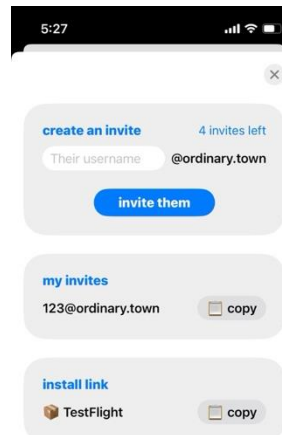 5:27
create an invite 4 invites left
Their username @ordinary.town
invite them
my invites
123@ordinary.town copy
install link
TestFlight copy